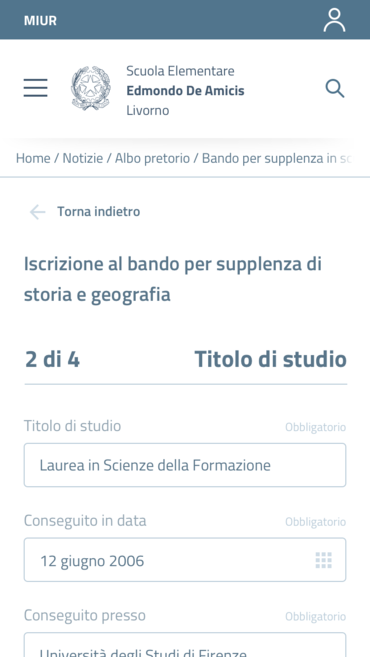 MIUR
Scuola Elementare
Edmondo De Amicis
Livorno
Home / Notizie / Albo pretorio / Bando per supplenza in
Torna indietro
Iscrizione al bando per supplenza di
storia e geografia
2 di 4 Titolo di studio
Titolo di studio Obbligatorio
Laurea in Scienze della Formazione
Conseguito in data Obbligatorio
12 giugno 2006
Conseguito presso Obbligatorio
Università degli Studi di Firenze